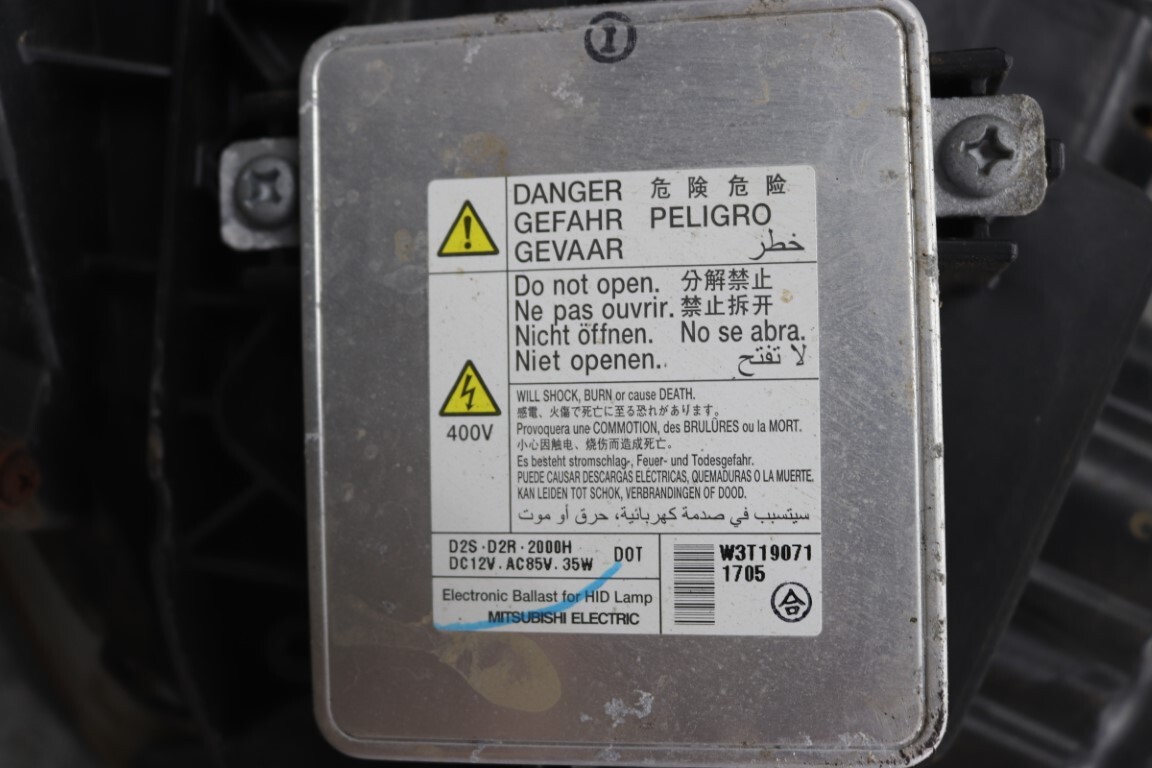 1
DANGER 危険 危险
GEFAHR PELIGRO
GEVAAR خطر
Do not open. 分解禁止
Ne pas ouvrir. 禁止拆开
Nicht öffnen. No se abra.
Niet openen. لا تفتح
400V
WILL SHOCK, BURN or cause DEATH.
感電、火傷で死亡に至る恐れがあります。
Provoquera une COMMOTION, des BRULÛRES ou la MORT.
小心因触电、烧伤而造成死亡。
Es besteht stromschlag-, Feuer- und Todesgefahr.
PUEDE CAUSAR DESCARGAS ELÉCTRICAS, QUEMADURAS O LA MUERTE.
KAN LEIDEN TOT SCHOK, VERBRANDINGEN OF DOOD.
سيتسبب في صدمة كهربائية، حرق أو موت
D2S・D2R・2000H
DC12V.AC85V.35W DOT
Electronic Ballast for HID Lamp
MITSUBISHI ELECTRIC
W3T19071
1705
合